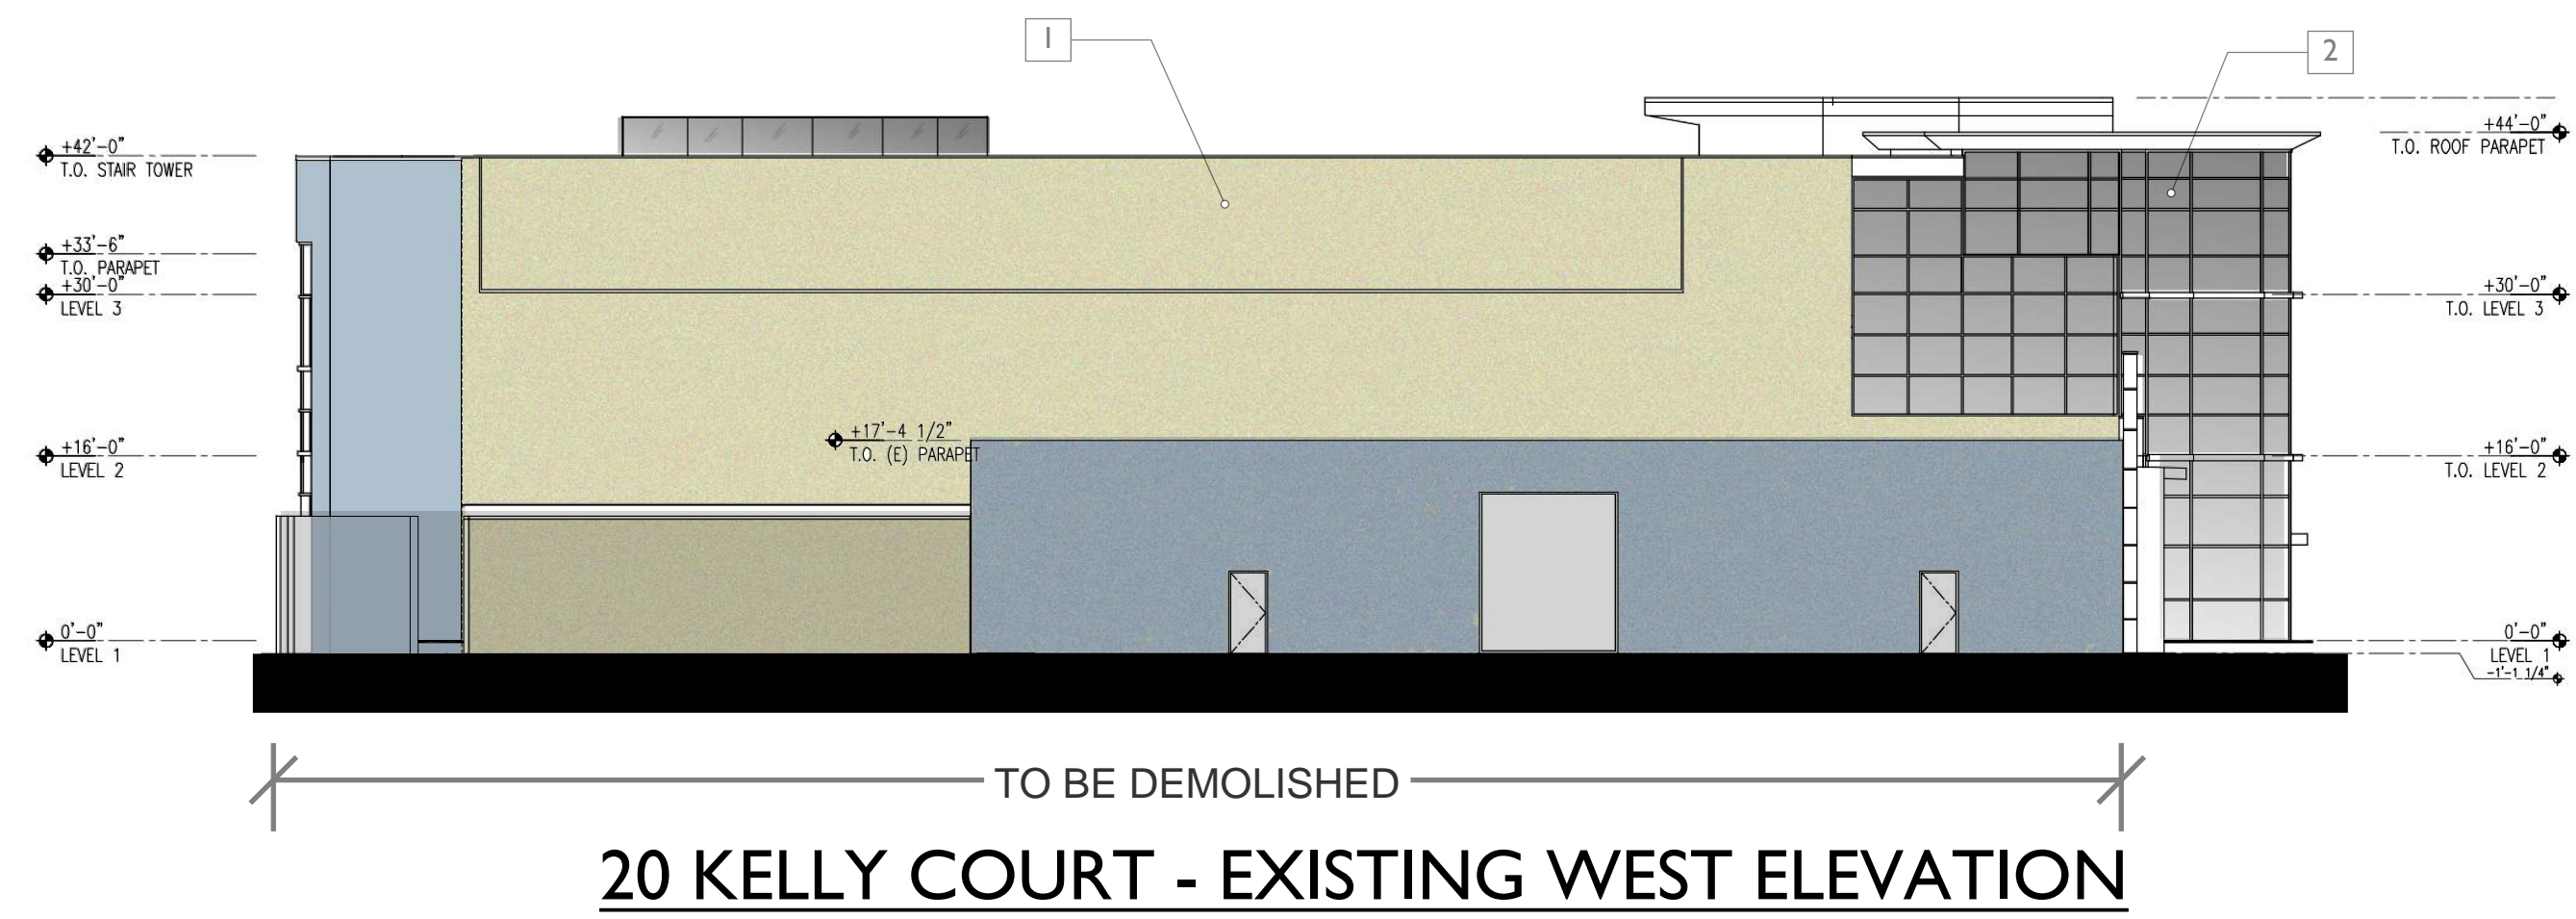 1
2
+42'-0"
T.O. STAIR TOWER
+44'-0"
T.O. ROOF PARAPET
+33'-6"
T.O. PARAPET
+30'-0"
LEVEL 3
+30'-0"
T.O. LEVEL 3
+17'-4 1/2"
T.O. (E) PARAPET
+16'-0"
LEVEL 2
+16'-0"
T.O. LEVEL 2
0'-0"
LEVEL 1
0'-0"
LEVEL 1
-1'-1 1/4"
TO BE DEMOLISHED
20 KELLY COURT - EXISTING WEST ELEVATION